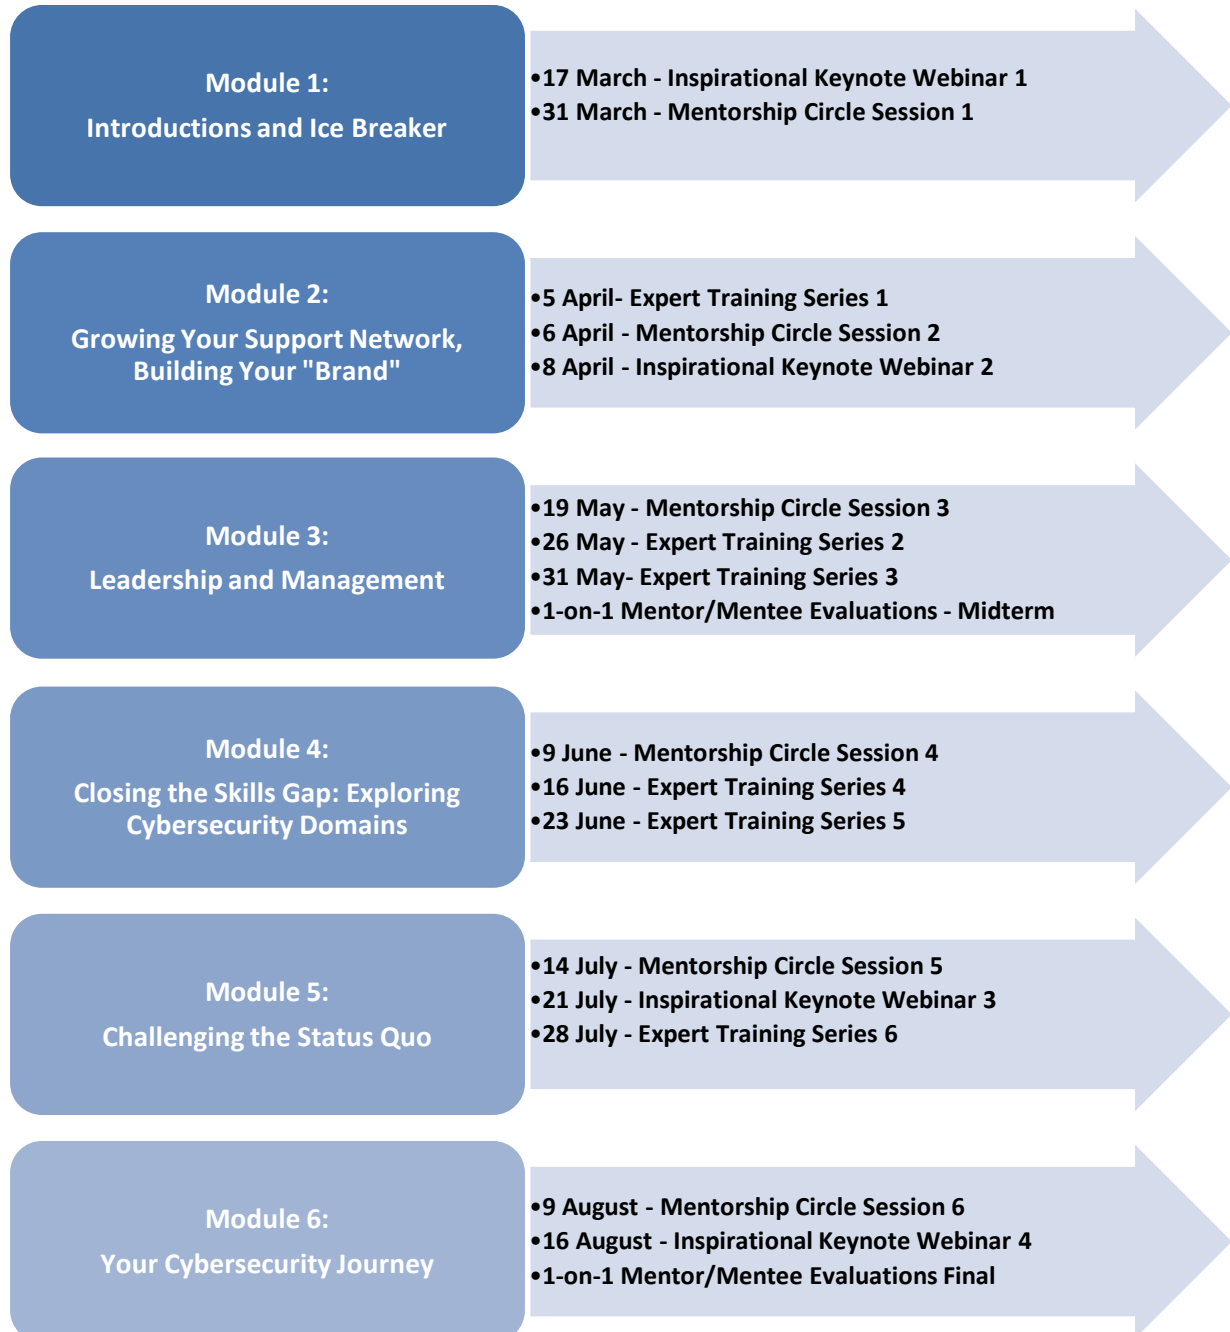 Module 1:
Introductions and Ice Breaker
•17 March - Inspirational Keynote Webinar 1
•31 March - Mentorship Circle Session 1
Module 2:
Growing Your Support Network,
Building Your "Brand"
•5 April- Expert Training Series 1
•6 April - Mentorship Circle Session 2
•8 April - Inspirational Keynote Webinar 2
Module 3:
Leadership and Management
•19 May - Mentorship Circle Session 3
•26 May - Expert Training Series 2
•31 May- Expert Training Series 3
•1-on-1 Mentor/Mentee Evaluations - Midterm
Module 4:
Closing the Skills Gap: Exploring
Cybersecurity Domains
•9 June - Mentorship Circle Session 4
•16 June - Expert Training Series 4
•23 June - Expert Training Series 5
Module 5:
Challenging the Status Quo
•14 July - Mentorship Circle Session 5
•21 July - Inspirational Keynote Webinar 3
•28 July - Expert Training Series 6
Module 6:
Your Cybersecurity Journey
•9 August - Mentorship Circle Session 6
•16 August - Inspirational Keynote Webinar 4
•1-on-1 Mentor/Mentee Evaluations Final